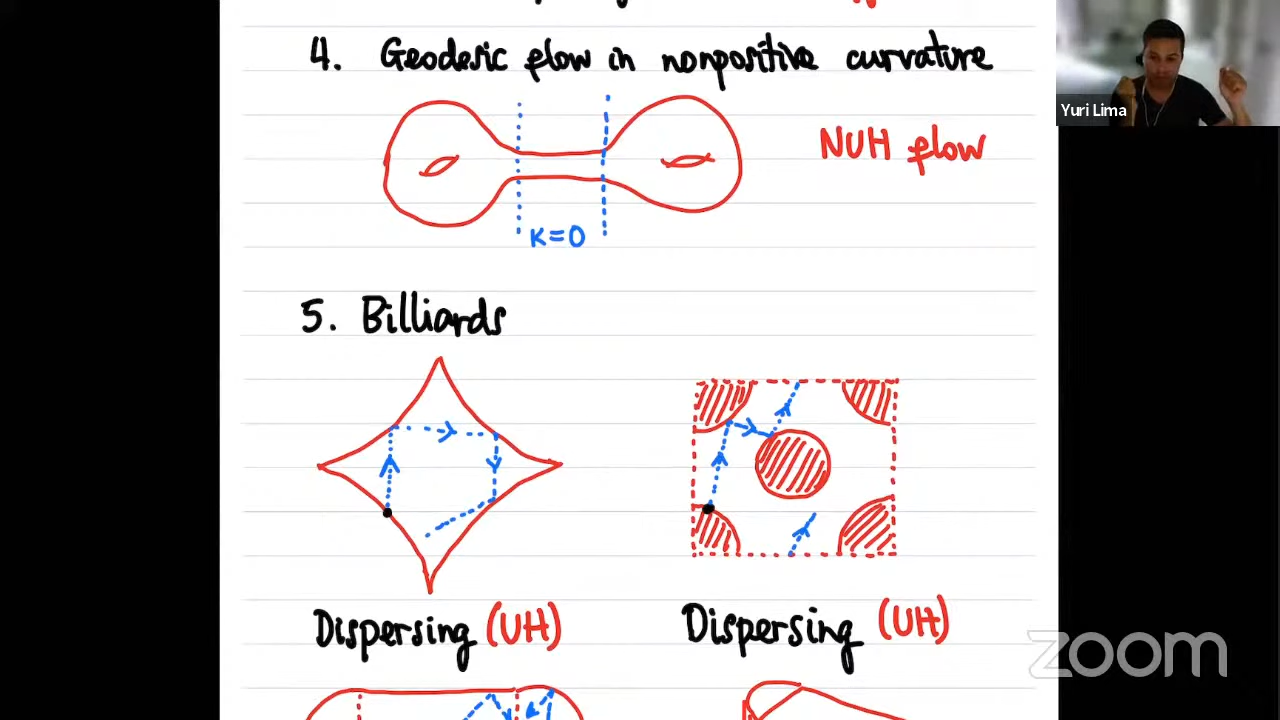 4. Geodesic flow in nonpositive curvature
Yuri Lima
NUH flow
K=0
5. Billiards
Dispersing (UH)
Dispersing (UH)
zoom